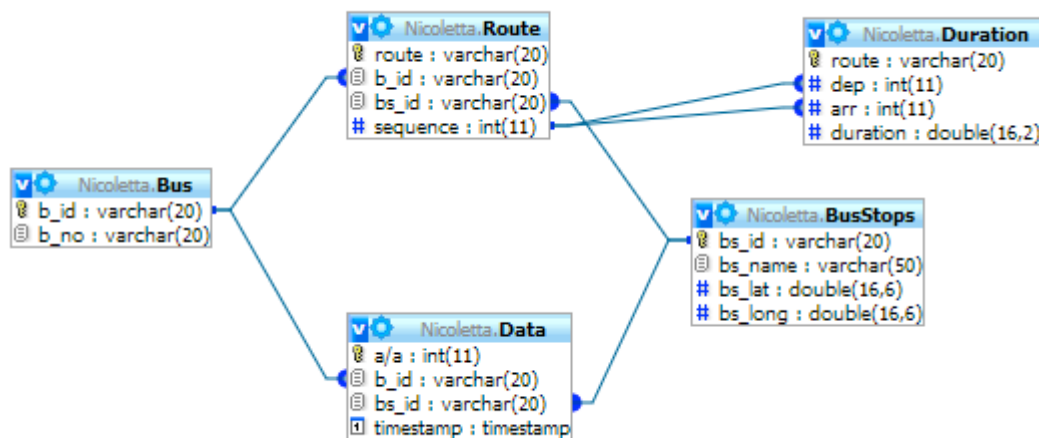 Nicoletta.Route
route : varchar(20)
b_id : varchar(20)
bs_id : varchar(20)
# sequence : int(11)
Nicoletta.Duration
route : varchar(20)
# dep : int(11)
# arr : int(11)
# duration : double(16,2)
Nicoletta.Bus
b_id : varchar(20)
b_no : varchar(20)
Nicoletta.BusStops
bs_id : varchar(20)
bs_name : varchar(50)
# bs_lat : double(16,6)
# bs_long : double(16,6)
Nicoletta.Data
a/a : int(11)
b_id : varchar(20)
bs_id : varchar(20)
timestamp : timestamp